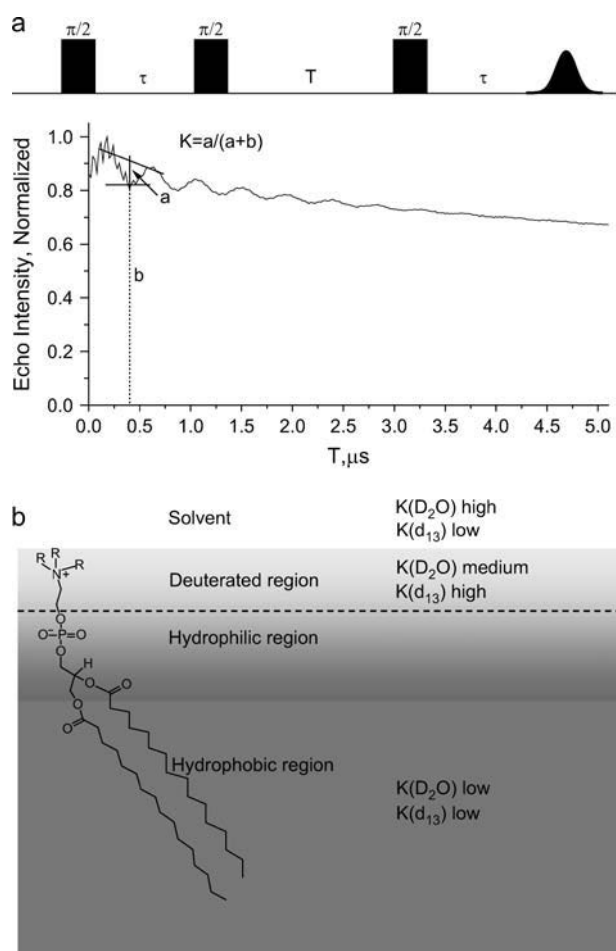 a
π/2 π/2 π/2
τ T τ
K=a/(a+b)
a
b
Echo Intensity, Normalized
1.0
0.8
0.6
0.4
0.2
0.0
0.0 0.5 1.0 1.5 2.0 2.5 3.0 3.5 4.0 4.5 5.0
T,μs
b
Solvent
K(D₂O) high
K(d₁₃) low
Deuterated region
K(D₂O) medium
K(d₁₃) high
Hydrophilic region
Hydrophobic region
K(D₂O) low
K(d₁₃) low
R R
N⁺ R
O
O⁻ P O
O H
O O
O O